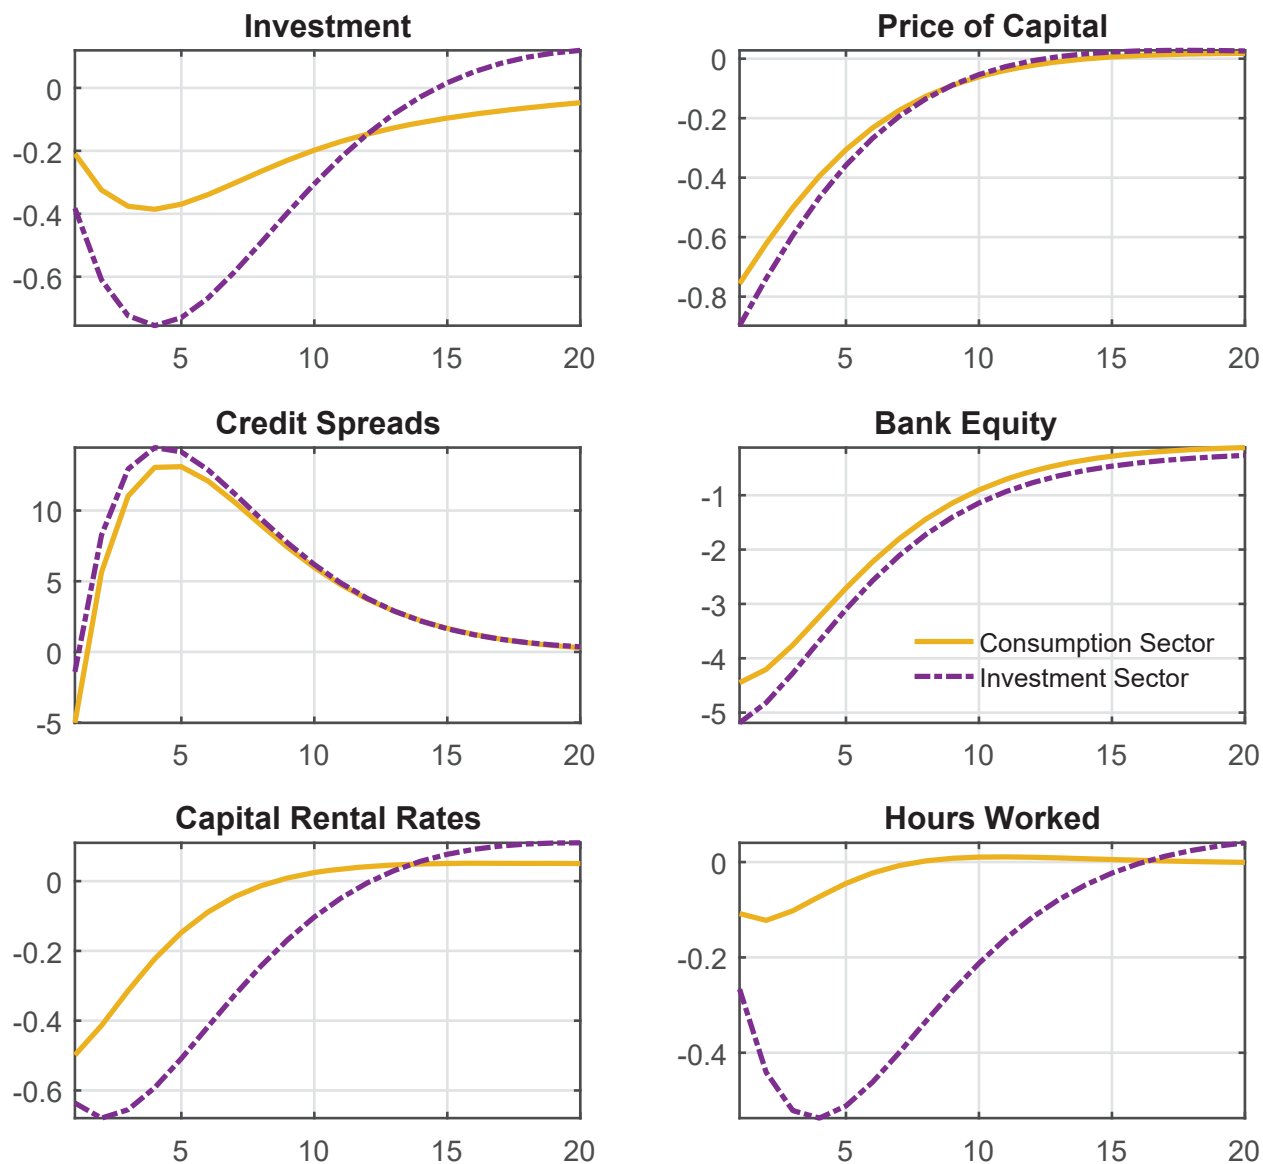 Investment
0
-0.2
-0.4
-0.6
5 10 15 20
Price of Capital
0
-0.2
-0.4
-0.6
-0.8
5 10 15 20
Credit Spreads
10
5
0
-5
5 10 15 20
Bank Equity
-1
-2
-3
-4
-5
Consumption Sector
Investment Sector
5 10 15 20
Capital Rental Rates
0
-0.2
-0.4
-0.6
5 10 15 20
Hours Worked
0
-0.2
-0.4
5 10 15 20